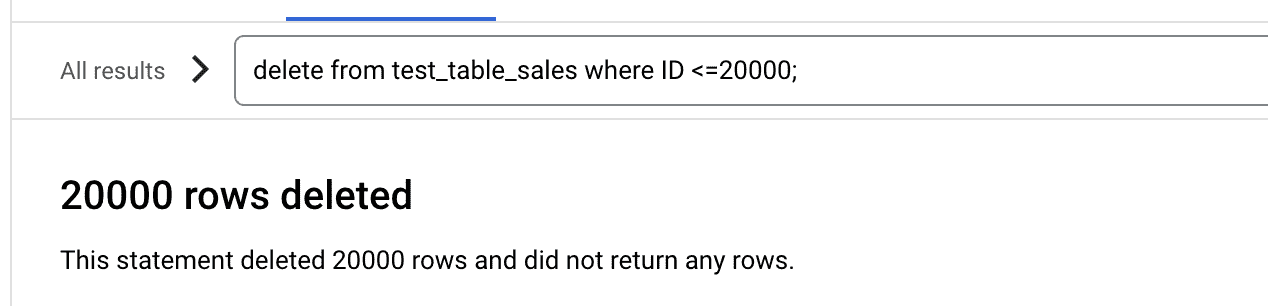 All results
delete from test_table_sales where ID <=20000;
20000 rows deleted
This statement deleted 20000 rows and did not return any rows.